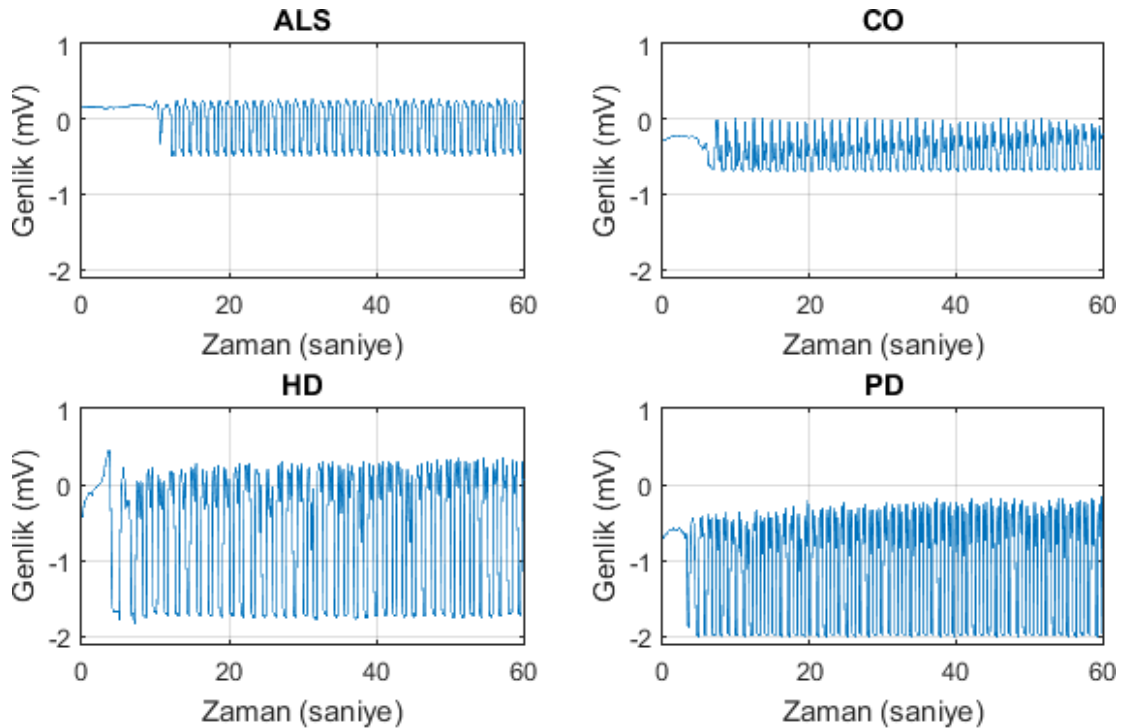 ALS
Genlik (mV)
1
0
-1
-2
0 20 40 60
Zaman (saniye)
CO
Genlik (mV)
1
0
-1
-2
0 20 40 60
Zaman (saniye)
HD
Genlik (mV)
1
0
-1
-2
0 20 40 60
Zaman (saniye)
PD
Genlik (mV)
1
0
-1
-2
0 20 40 60
Zaman (saniye)